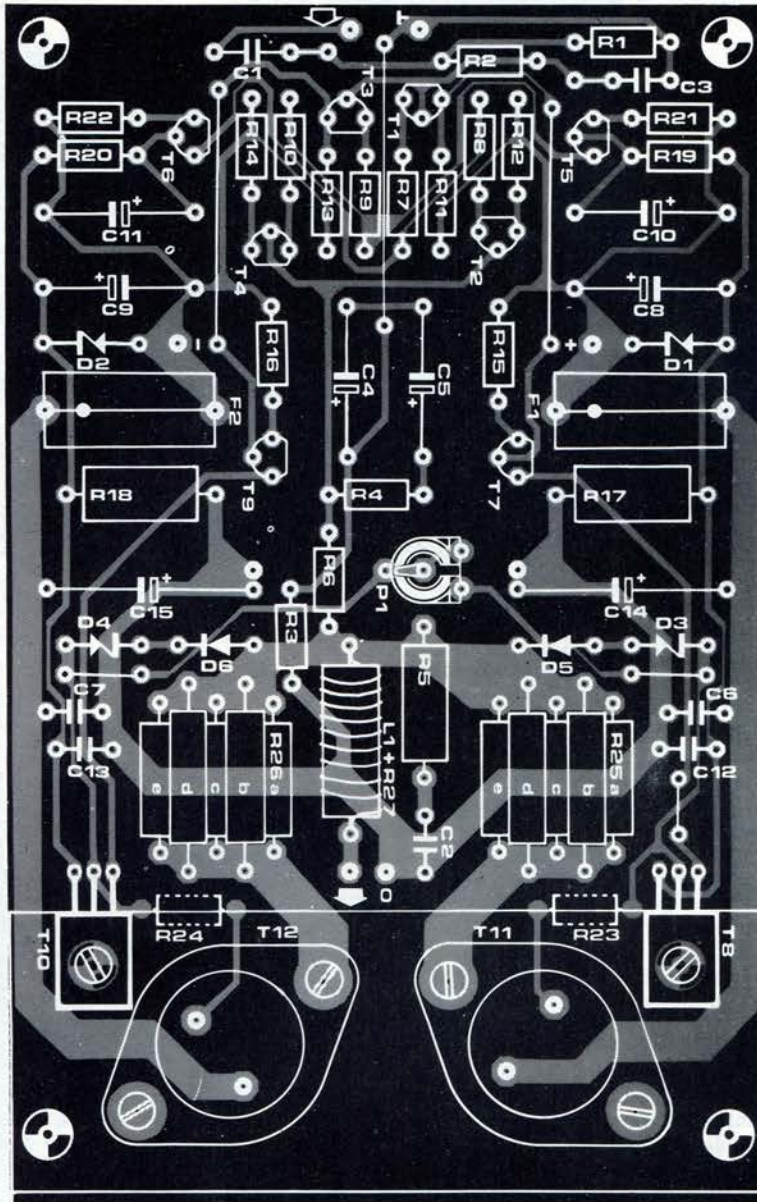 C1
⊥
R1
R2
C3
T3
T1
R22
R14
R10
R8
R12
R21
R20
T6
R13
R9
R7
R11
T5
R19
C11
+
T4
T2
+
C10
+
C9
+
C8
D2
-
R16
C4
+
C5
+
R15
+
D1
F2
F1
R18
T9
R4
T7
R17
+
C15
R6
P1
+
C14
D4
D6
R3
R5
D5
D3
C7
C6
C13
R26a
b
c
d
e
L1+R27
R25a
b
c
d
e
C12
C2
0
T10
R24
T12
T11
R23
T8